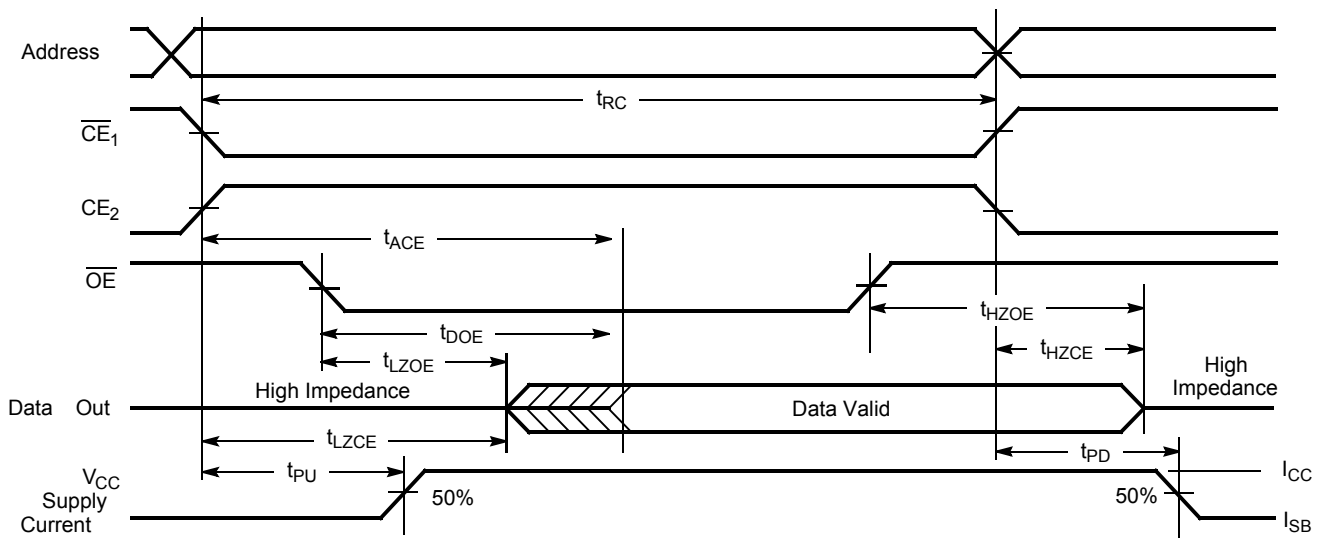 Address
tRC
CE1
CE2
tACE
OE
tHZOE
tDOE
tHZCE
tLZOE
High Impedance
High Impedance
Data Out
Data Valid
tLZCE
tPD
tPU
VCC Supply Current
50%
50%
ICC
ISB